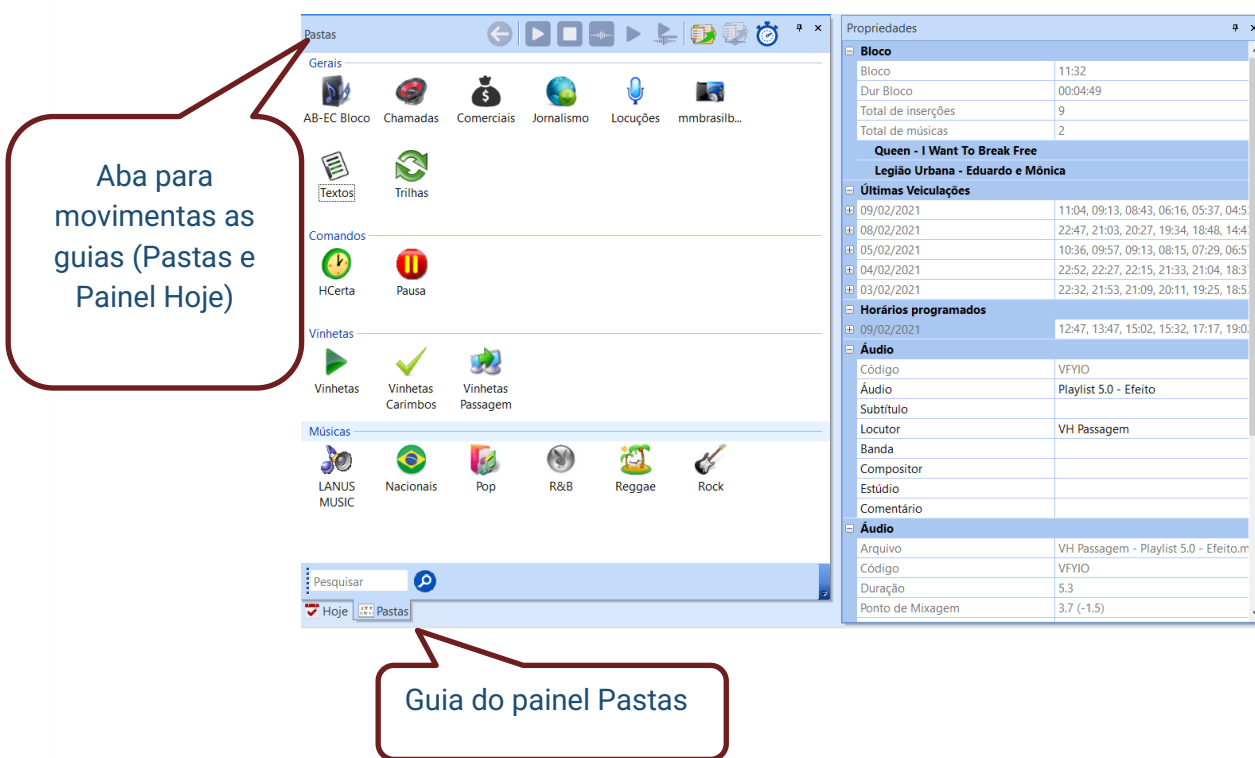 Pastas
Gerais
AB-EC Bloco Chamadas Comerciais Jornalismo Locuções mmbrasilb...
Textos Trilhas
Comandos
HCerta Pausa
Vinhetas
Vinhetas Vinhetas Carimbos Vinhetas Passagem
Músicas
LANUS MUSIC Nacionais Pop R&B Reggae Rock
Pesquisar
Hoje Pastas
Propriedades
Bloco
Bloco 11:32
Dur Bloco 00:04:49
Total de inserções 9
Total de músicas 2
Queen - I Want To Break Free
Legião Urbana - Eduardo e Mônica
Últimas Veiculações
09/02/2021 11:04, 09:13, 08:43, 06:16, 05:37, 04:5
08/02/2021 22:47, 21:03, 20:27, 19:34, 18:48, 14:4
05/02/2021 10:36, 09:57, 09:13, 08:15, 07:29, 06:5
04/02/2021 22:52, 22:27, 22:15, 21:33, 21:04, 18:3
03/02/2021 22:32, 21:53, 21:09, 20:11, 19:25, 18:5
Horários programados
09/02/2021 12:47, 13:47, 15:02, 15:32, 17:17, 19:0
Áudio
Código VFYIO
Áudio Playlist 5.0 - Efeito
Subtítulo
Locutor VH Passagem
Banda
Compositor
Estúdio
Comentário
Áudio
Arquivo VH Passagem - Playlist 5.0 - Efeito.m
Código VFYIO
Duração 5.3
Ponto de Mixagem 3.7 (-1.5)
Aba para
movimentas as
guias (Pastas e
Painel Hoje)
Guia do painel Pastas